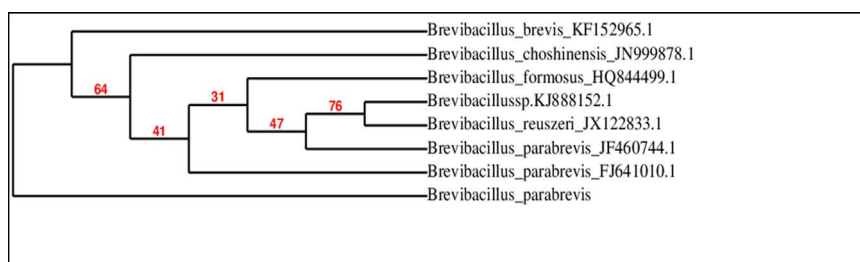 Brevibacillus_brevis_KF152965.1
64
Brevibacillus_choshinensis_JN999878.1
41
31
Brevibacillus_formosus_HQ844499.1
47
76
Brevibacillussp.KJ888152.1
Brevibacillus_reuszeri_JX122833.1
Brevibacillus_parabrevis_JF460744.1
Brevibacillus_parabrevis_FJ641010.1
Brevibacillus_parabrevis